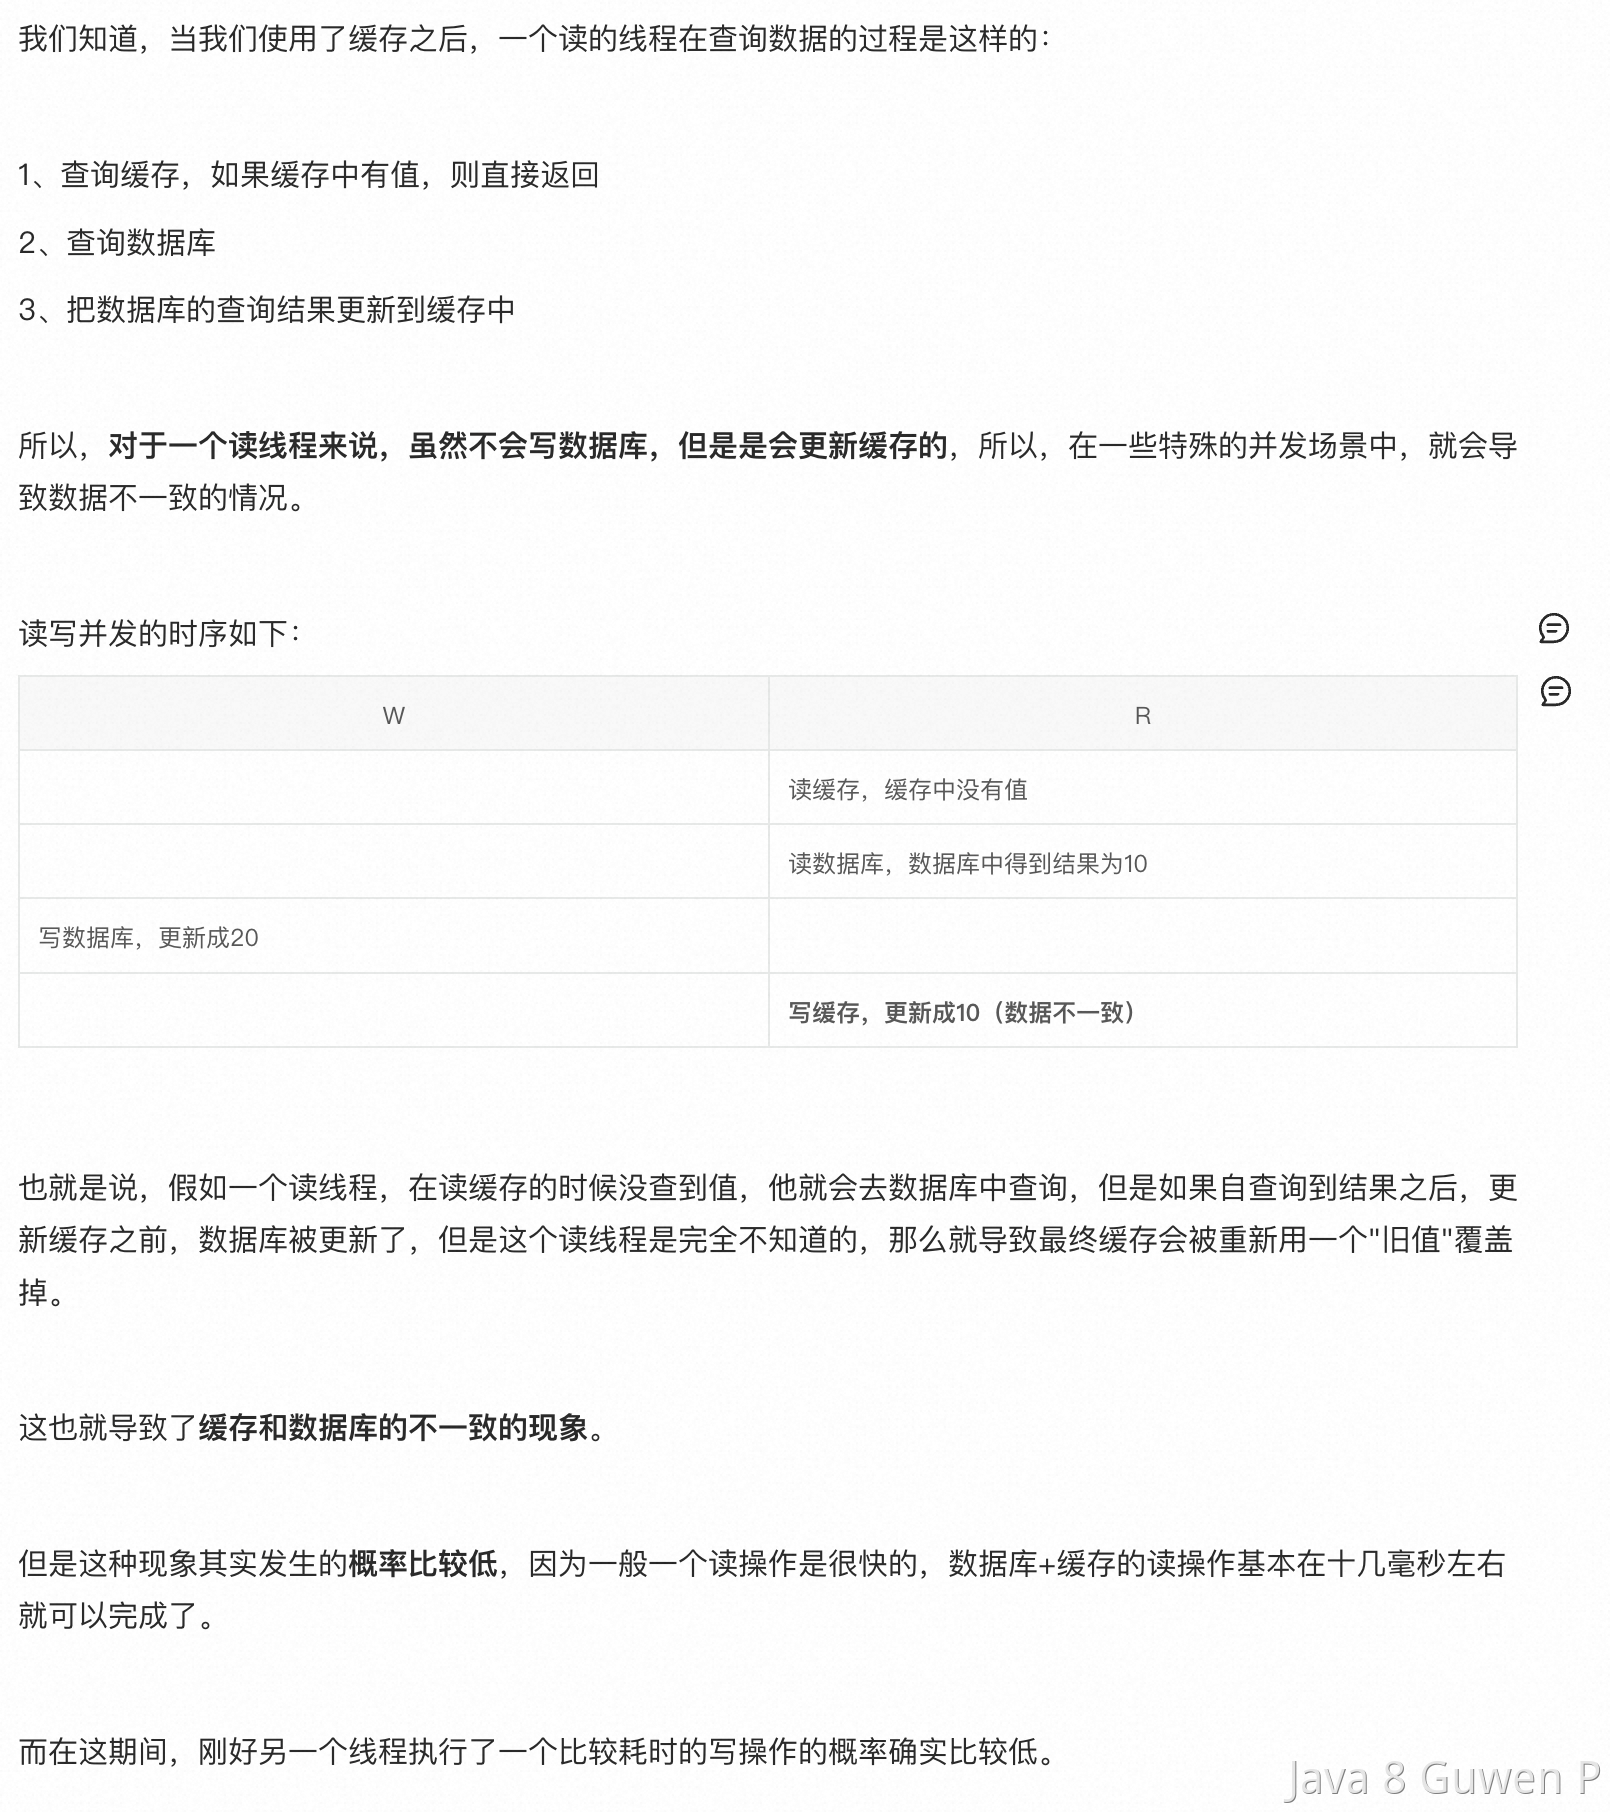 我们知道，当我们使用了缓存之后，一个读的线程在查询数据的过程是这样的：
1、查询缓存，如果缓存中有值，则直接返回
2、查询数据库
3、把数据库的查询结果更新到缓存中
所以，对于一个读线程来说，虽然不会写数据库，但是是会更新缓存的，所以，在一些特殊的并发场景中，就会导
致数据不一致的情况。
读写并发的时序如下：
W
R
读缓存，缓存中没有值
读数据库，数据库中得到结果为10
写数据库，更新成20
写缓存，更新成10（数据不一致）
也就是说，假如一个读线程，在读缓存的时候没查到值，他就会去数据库中查询，但是如果自查询到结果之后，更
新缓存之前，数据库被更新了，但是这个读线程是完全不知道的，那么就导致最终缓存会被重新用一个"旧值"覆盖
掉。
这也就导致了缓存和数据库的不一致的现象。
但是这种现象其实发生的概率比较低，因为一般一个读操作是很快的，数据库+缓存的读操作基本在十几毫秒左右
就可以完成了。
而在这期间，刚好另一个线程执行了一个比较耗时的写操作的概率确实比较低。
Java 8 Guwen P